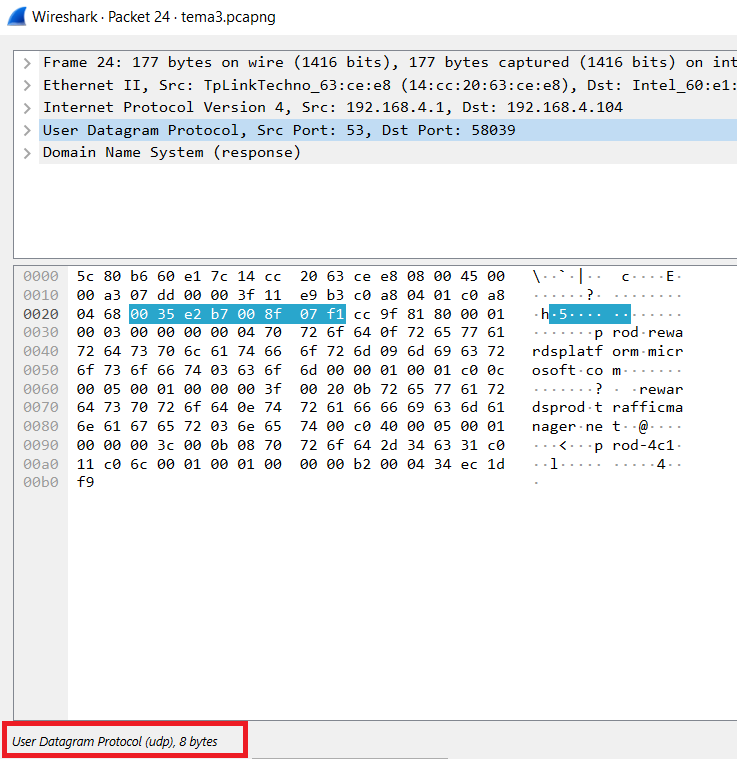 Wireshark · Packet 24 · tema3.pcapng
Frame 24: 177 bytes on wire (1416 bits), 177 bytes captured (1416 bits) on int
Ethernet II, Src: TpLinkTechno_63:ce:e8 (14:cc:20:63:ce:e8), Dst: Intel_60:e1:
Internet Protocol Version 4, Src: 192.168.4.1, Dst: 192.168.4.104
User Datagram Protocol, Src Port: 53, Dst Port: 58039
Domain Name System (response)
0000 5c 80 b6 60 e1 7c 14 cc 20 63 ce e8 08 00 45 00 \··`·|·· c····E·
0010 00 a3 07 dd 00 00 3f 11 e9 b3 c0 a8 04 01 c0 a8 ······?·········
0020 04 68 00 35 e2 b7 00 8f 07 f1 cc 9f 81 80 00 01 ·h·5············
0030 00 03 00 00 00 00 04 70 72 6f 64 0f 72 65 77 61 ·······p rod·rewa
0040 72 64 73 70 6c 61 74 66 6f 72 6d 09 6d 69 63 72 rdsplatf orm·micr
0050 6f 73 6f 66 74 03 63 6f 6d 00 00 01 00 01 c0 0c osoft·co m·······
0060 00 05 00 01 00 00 00 3f 00 20 0b 72 65 77 61 72 ·······? · ·rewar
0070 64 73 70 72 6f 64 0e 74 72 61 66 66 69 63 6d 61 dsprod·t rafficma
0080 6e 61 67 65 72 03 6e 65 74 00 c0 40 00 05 00 01 nager·ne t··@····
0090 00 00 00 3c 00 0b 08 70 72 6f 64 2d 34 63 31 c0 ···<···p rod-4c1·
00a0 11 c0 6c 00 01 00 01 00 00 00 b2 00 04 34 ec 1d ··l····· ·····4··
00b0 f9 ·
User Datagram Protocol (udp), 8 bytes